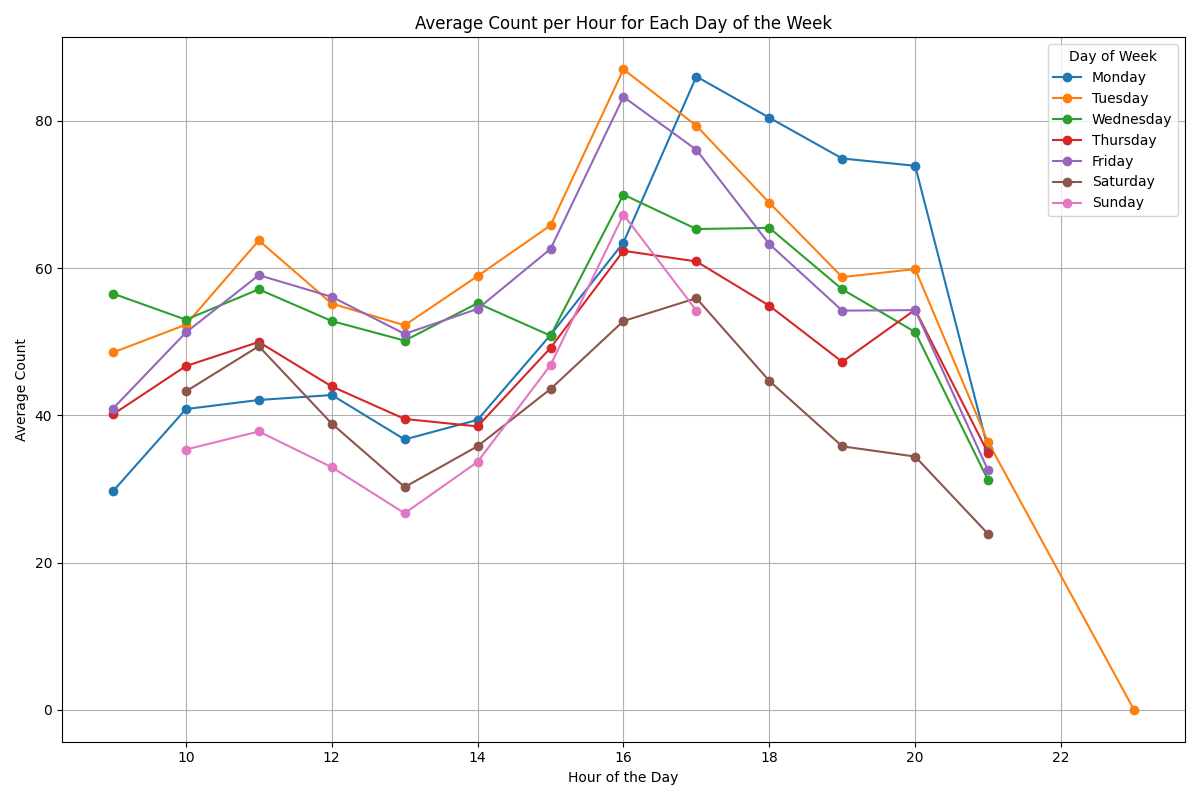 Average Count per Hour for Each Day of the Week
Day of Week
Monday
Tuesday
Wednesday
Thursday
Friday
Saturday
Sunday
Average Count
80
60
40
20
0
10 12 14 16 18 20 22
Hour of the Day